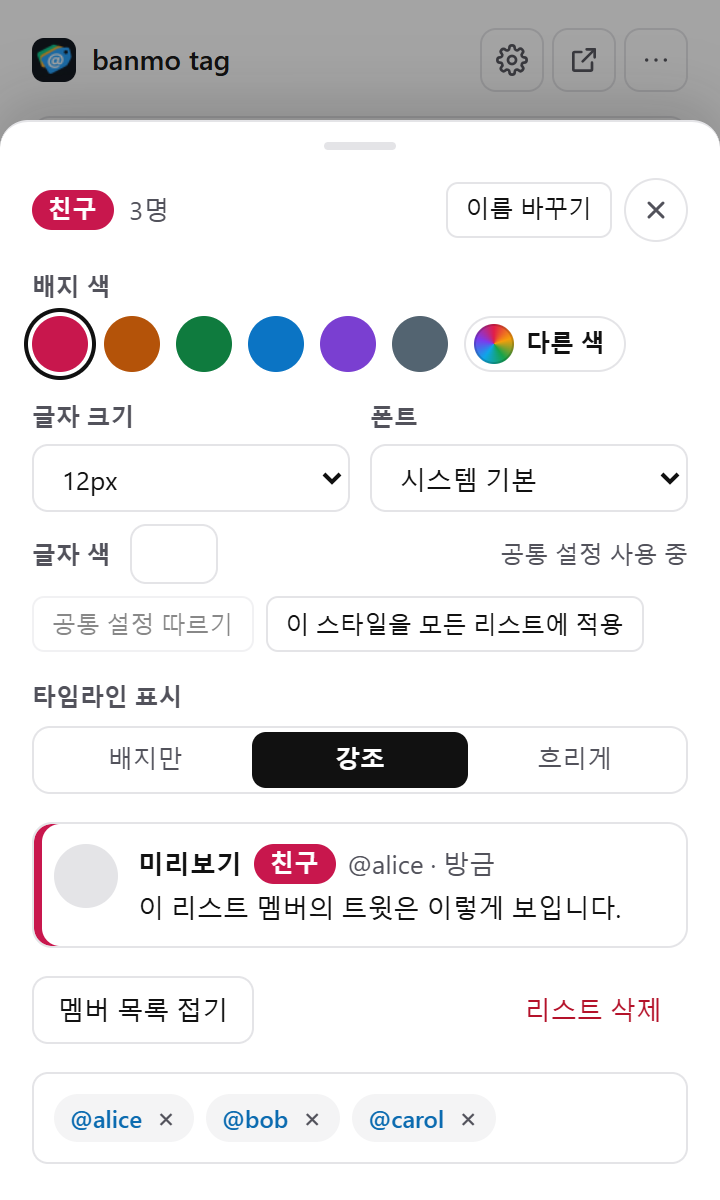 @ banmo tag ···
친구 3명 이름 바꾸기
배지 색
다른 색
글자 크기 폰트
12px 시스템 기본
글자 색 공통 설정 사용 중
공통 설정 따르기 이 스타일을 모든 리스트에 적용
타임라인 표시
배지만 강조 흐리게
미리보기 친구 @alice · 방금
이 리스트 멤버의 트윗은 이렇게 보입니다.
멤버 목록 접기 리스트 삭제
@alice × @bob × @carol ×